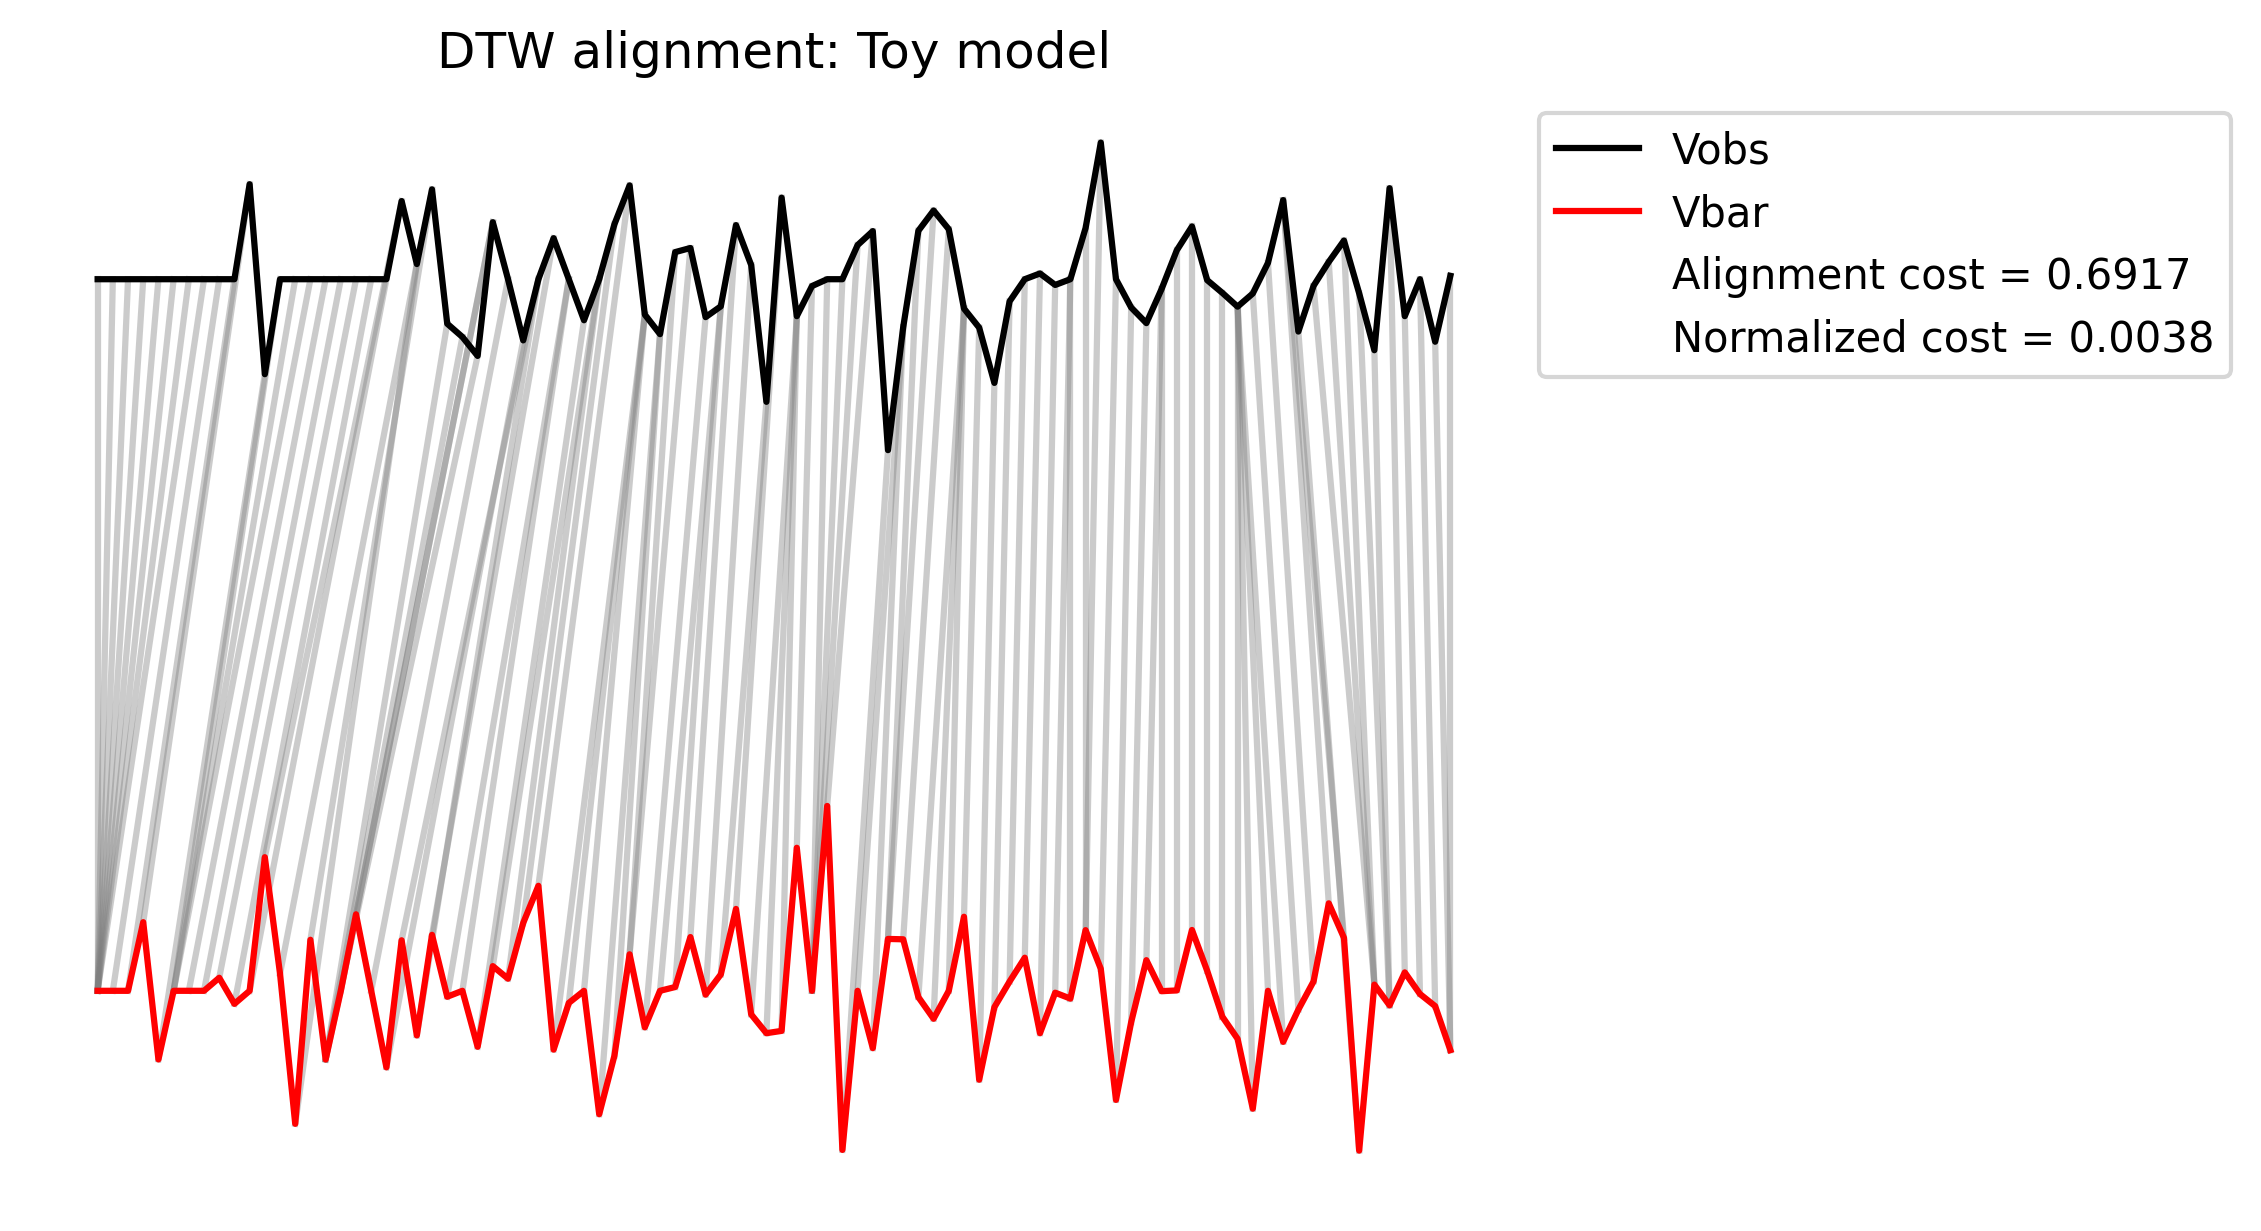 DTW alignment: Toy model
Vobs
Vbar
Alignment cost = 0.6917
Normalized cost = 0.0038